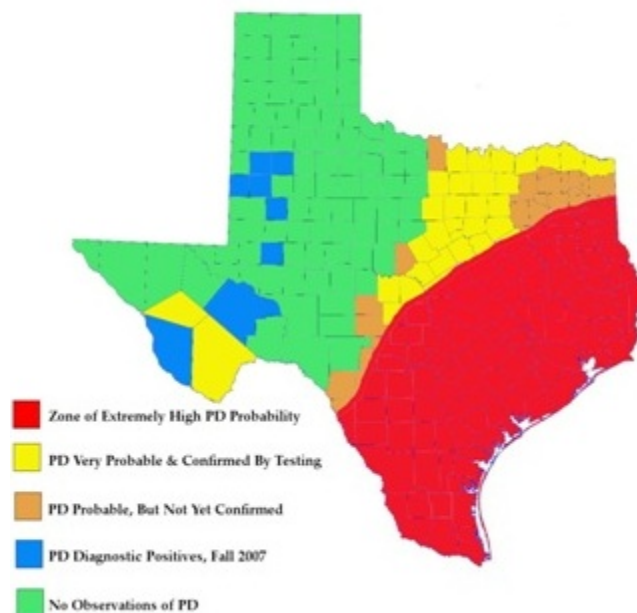 Zone of Extremely High PD Probability
PD Very Probable & Confirmed By Testing
PD Probable, But Not Yet Confirmed
PD Diagnostic Positives, Fall 2007
No Observations of PD